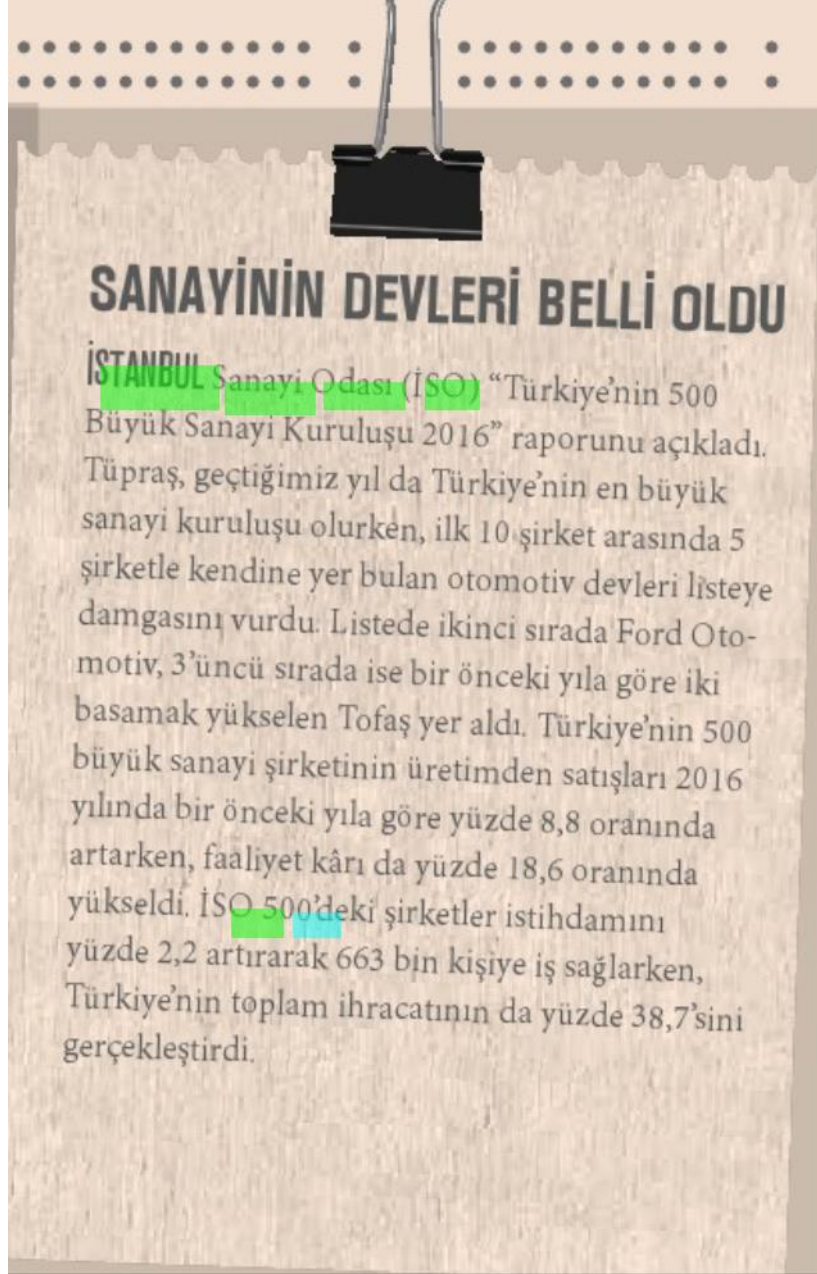 SANAYİNİN DEVLERİ BELLİ OLDU
İSTANBUL Sanayi Odası (İSO) “Türkiye’nin 500
Büyük Sanayi Kuruluşu 2016” raporunu açıkladı.
Tüpraş, geçtiğimiz yıl da Türkiye’nin en büyük
sanayi kuruluşu olurken, ilk 10 şirket arasında 5
şirketle kendine yer bulan otomotiv devleri listeye
damgasını vurdu. Listede ikinci sırada Ford Oto-
motiv, 3’üncü sırada ise bir önceki yıla göre iki
basamak yükselen Tofaş yer aldı. Türkiye’nin 500
büyük sanayi şirketinin üretimden satışları 2016
yılında bir önceki yıla göre yüzde 8,8 oranında
artarken, faaliyet kârı da yüzde 18,6 oranında
yükseldi. İSO 500’deki şirketler istihdamını
yüzde 2,2 artırarak 663 bin kişiye iş sağlarken,
Türkiye’nin toplam ihracatının da yüzde 38,7’sini
gerçekleştirdi.